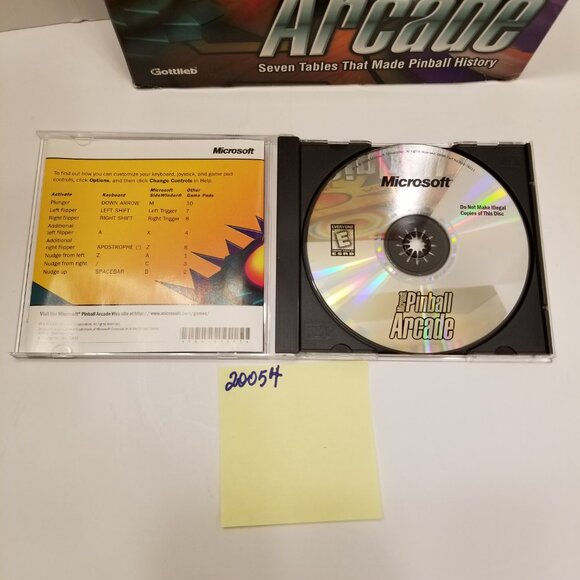 Arcade
Gottlieb
Seven Tables That Made Pinball History
Microsoft
To find out how you can customize your keyboard, joystick, and game pad
controls, click Options, and then click Change Controls in Help.
Activate Keyboard Microsoft SideWinder® Other Game Pads
Plunger DOWN ARROW M 10
Left flipper LEFT SHIFT Left Trigger 7
Right flipper RIGHT SHIFT Right Trigger 8
Additional
left flipper A X 4
Additional
right flipper APOSTROPHE (') Z 8
Nudge from left Z A 1
Nudge from right / C 3
Nudge up SPACEBAR B 2
Visit the Microsoft® Pinball Arcade Web site at http://www.microsoft.com/games/
Microsoft
Do Not Make Illegal
Copies of This Disc
EVERYONE
E
ESRB
Microsoft
Pinball
Arcade
20054